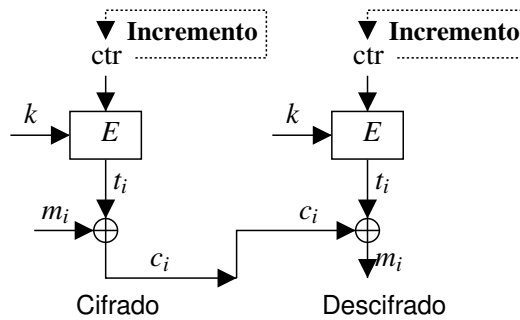 Incremento Incremento
ctr ctr
k E k E
t_i t_i
m_i c_i
c_i m_i
Cifrado Descifrado